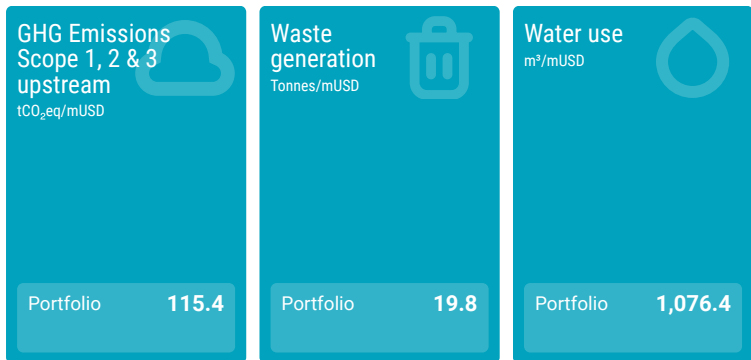 GHG Emissions
Scope 1, 2 & 3
upstream
tCO₂eq/mUSD
Portfolio 115.4
Waste
generation
Tonnes/mUSD
Portfolio 19.8
Water use
m³/mUSD
Portfolio 1,076.4